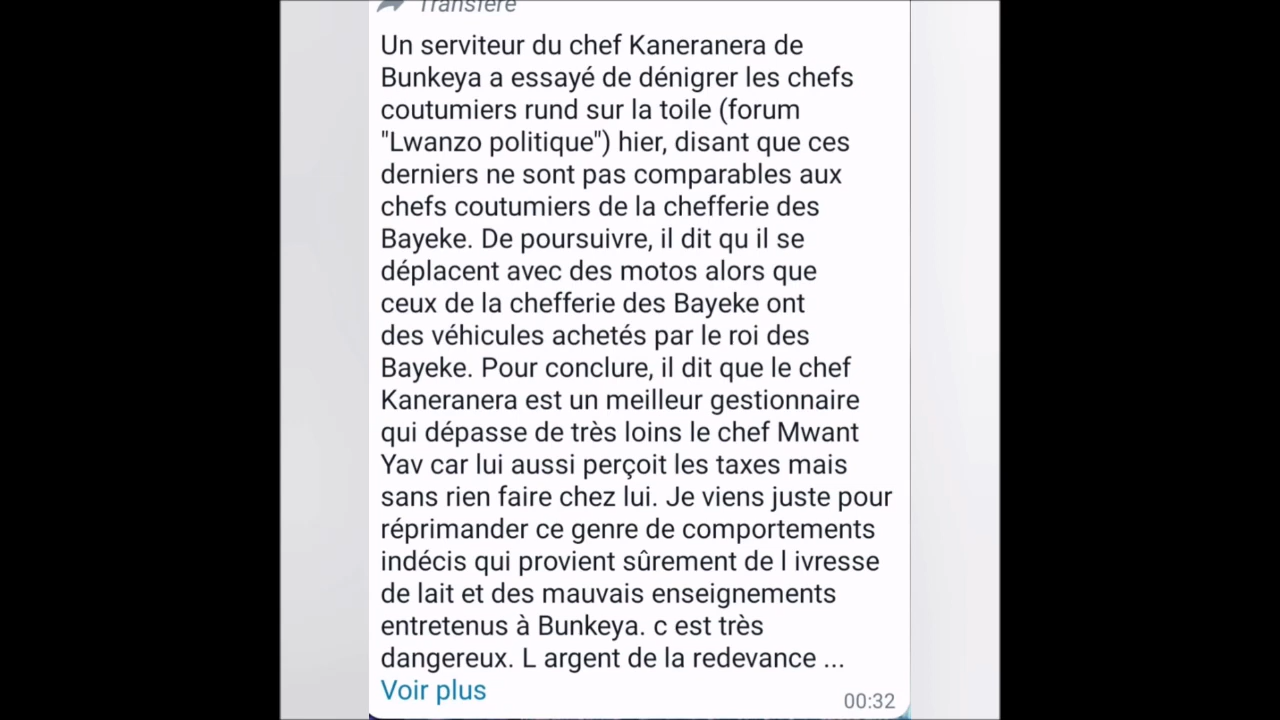 Transféré
Un serviteur du chef Kaneranera de
Bunkeya a essayé de dénigrer les chefs
coutumiers rund sur la toile (forum
"Lwanzo politique") hier, disant que ces
derniers ne sont pas comparables aux
chefs coutumiers de la chefferie des
Bayeke. De poursuivre, il dit qu il se
déplacent avec des motos alors que
ceux de la chefferie des Bayeke ont
des véhicules achetés par le roi des
Bayeke. Pour conclure, il dit que le chef
Kaneranera est un meilleur gestionnaire
qui dépasse de très loins le chef Mwant
Yav car lui aussi perçoit les taxes mais
sans rien faire chez lui. Je viens juste pour
réprimander ce genre de comportements
indécis qui provient sûrement de l ivresse
de lait et des mauvais enseignements
entretenus à Bunkeya. c est très
dangereux. L argent de la redevance ...
Voir plus
00:32